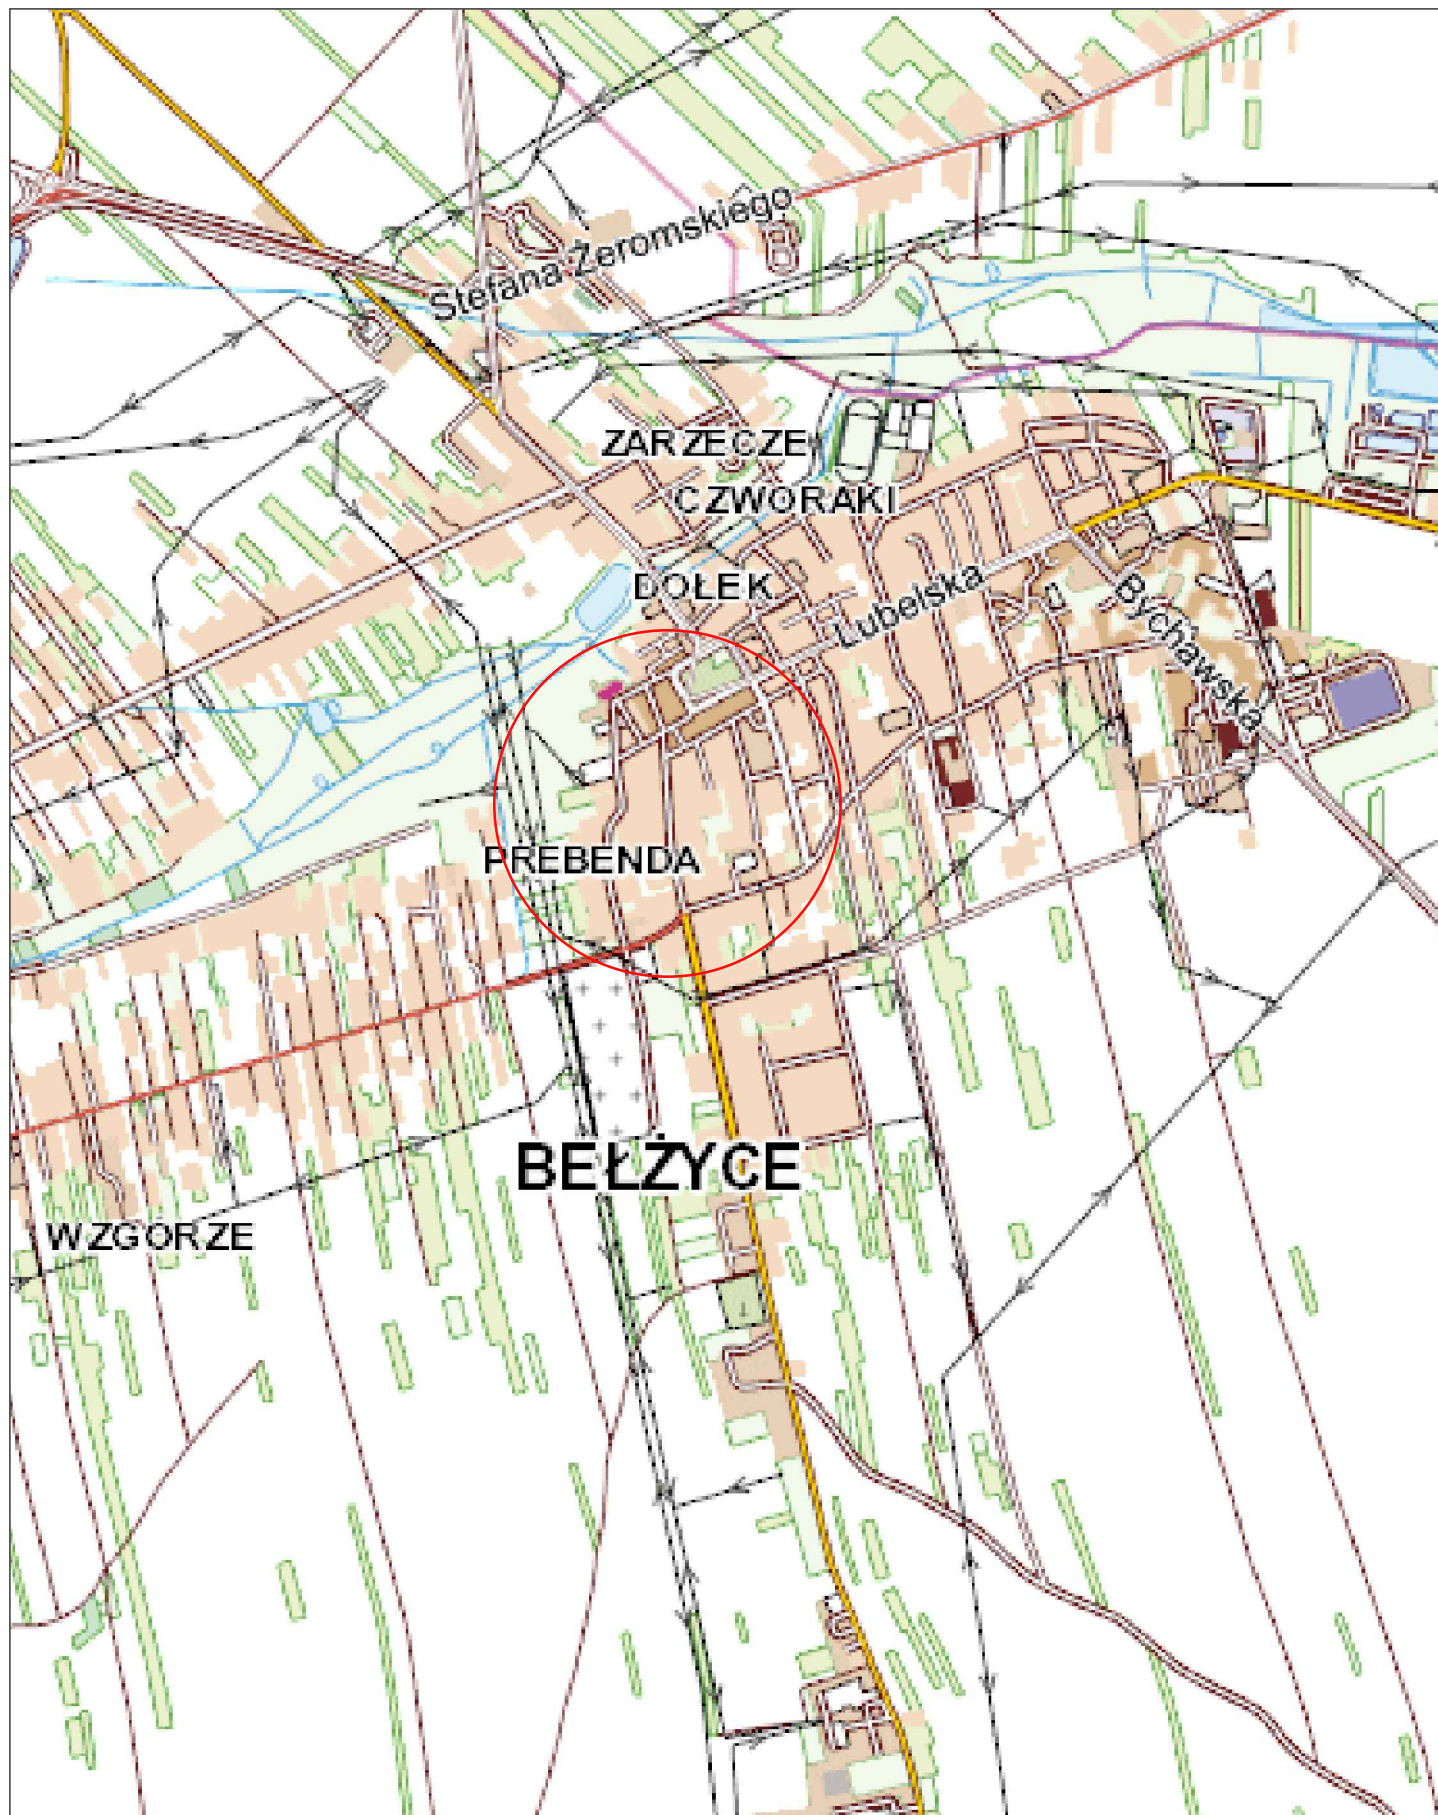 Stefana Żeromskiego
ZARZECZE
CZWORAKI
DOŁEK
Lubelska
Bychawska
PREBENDA
BEŁŻYCE
WZGÓRZE